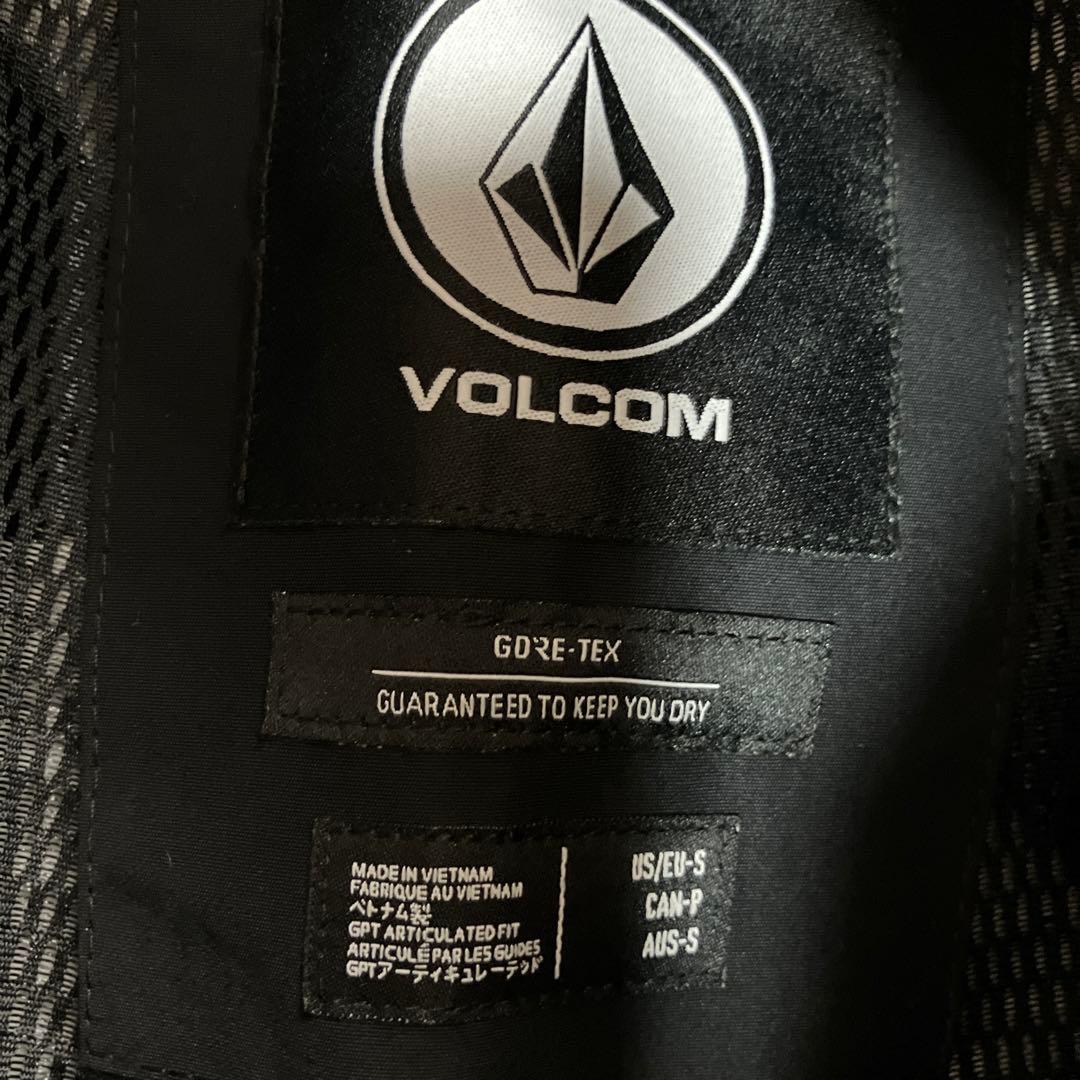 VOLCOM
GORE-TEX
GUARANTEED TO KEEP YOU DRY
MADE IN VIETNAM
FABRIQUE AU VIETNAM
ベトナム製
GPT ARTICULATED FIT
ARTICULÉ PAR LES GUIDES
GPTアーティキュレーテッド
US/EU-S
CAN-P
AUS-S